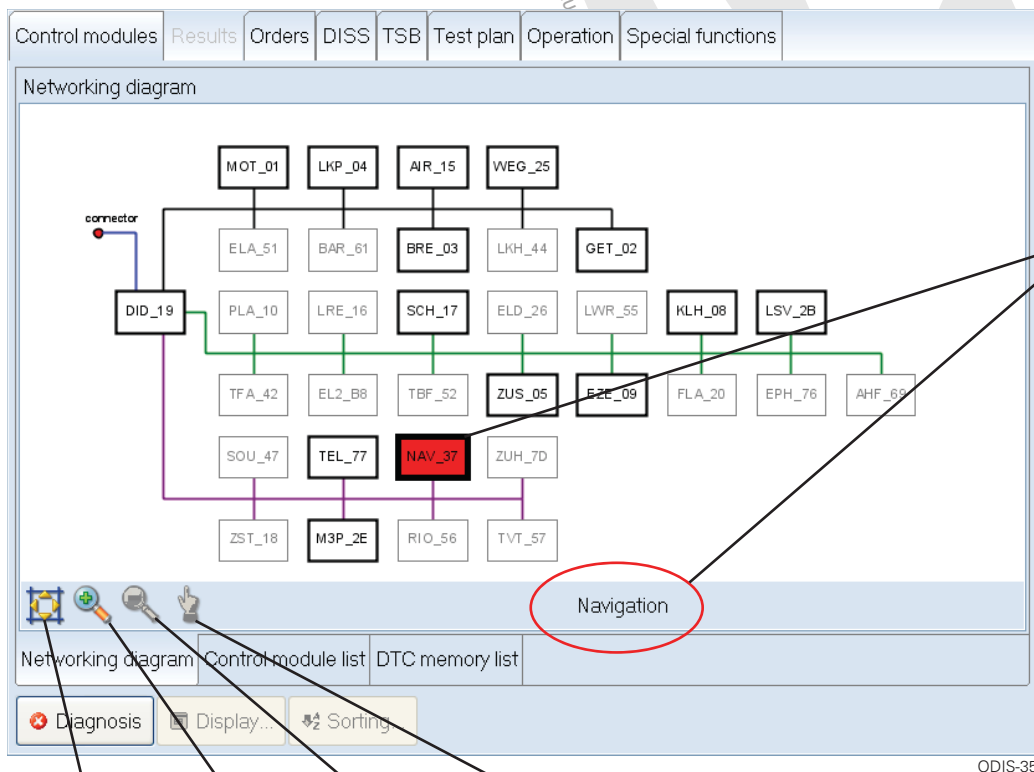 Control modules Results Orders DISS TSB Test plan Operation Special functions
Networking diagram
MOT_01 LKP_04 AIR_15 WEG_25
connector
ELA_51 BAR_61 BRE_03 LKH_44 GET_02
DID_19 PLA_10 LRE_16 SCH_17 ELD_26 LWR_55 KLH_08 LSV_2B
TFA_42 EL2_B8 TBF_52 ZUS_05 EZE_09 FLA_20 EPH_76 AHF_69
SOU_47 TEL_77 NAV_37 ZUH_7D
ZST_18 M3P_2E RIO_56 TVT_57
Navigation
Networking diagram Control module list DTC memory list
Diagnosis Display... Sorting...